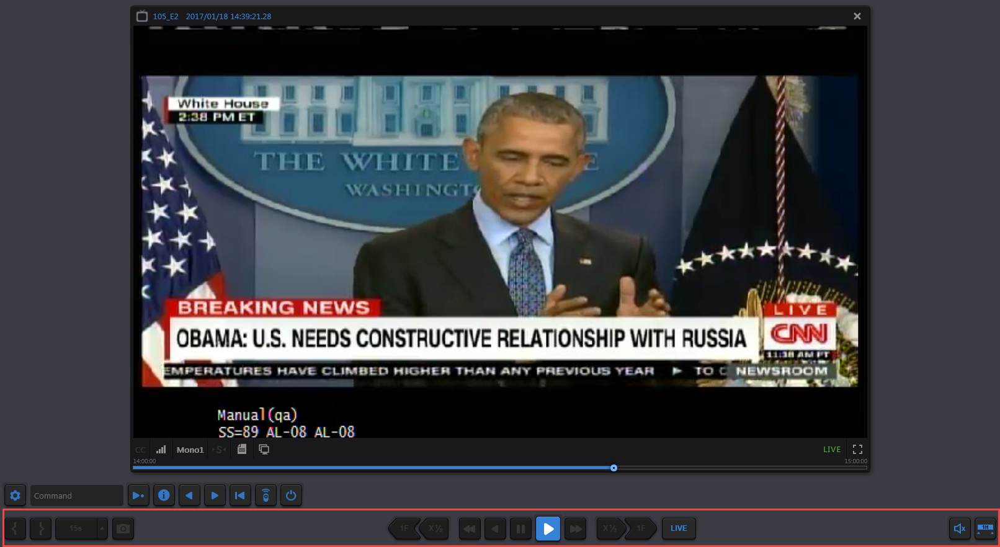 105_E2 2017/01/18 14:39:21.28
White House
2:38 PM ET
THE WHITE E
WASHINGT
BREAKING NEWS
OBAMA: U.S. NEEDS CONSTRUCTIVE RELATIONSHIP WITH RUSSIA
LIVE
CNN
11:38 AM PT
EMPERATURES HAVE CLIMBED HIGHER THAN ANY PREVIOUS YEAR ► TO C
NEWSROOM
Manual(qa)
SS=89 AL-08 AL-08
CC Mono1 S LIVE
14:00:00 15:00:00
Command
15s 1F X½ X½ 1F LIVE 1H